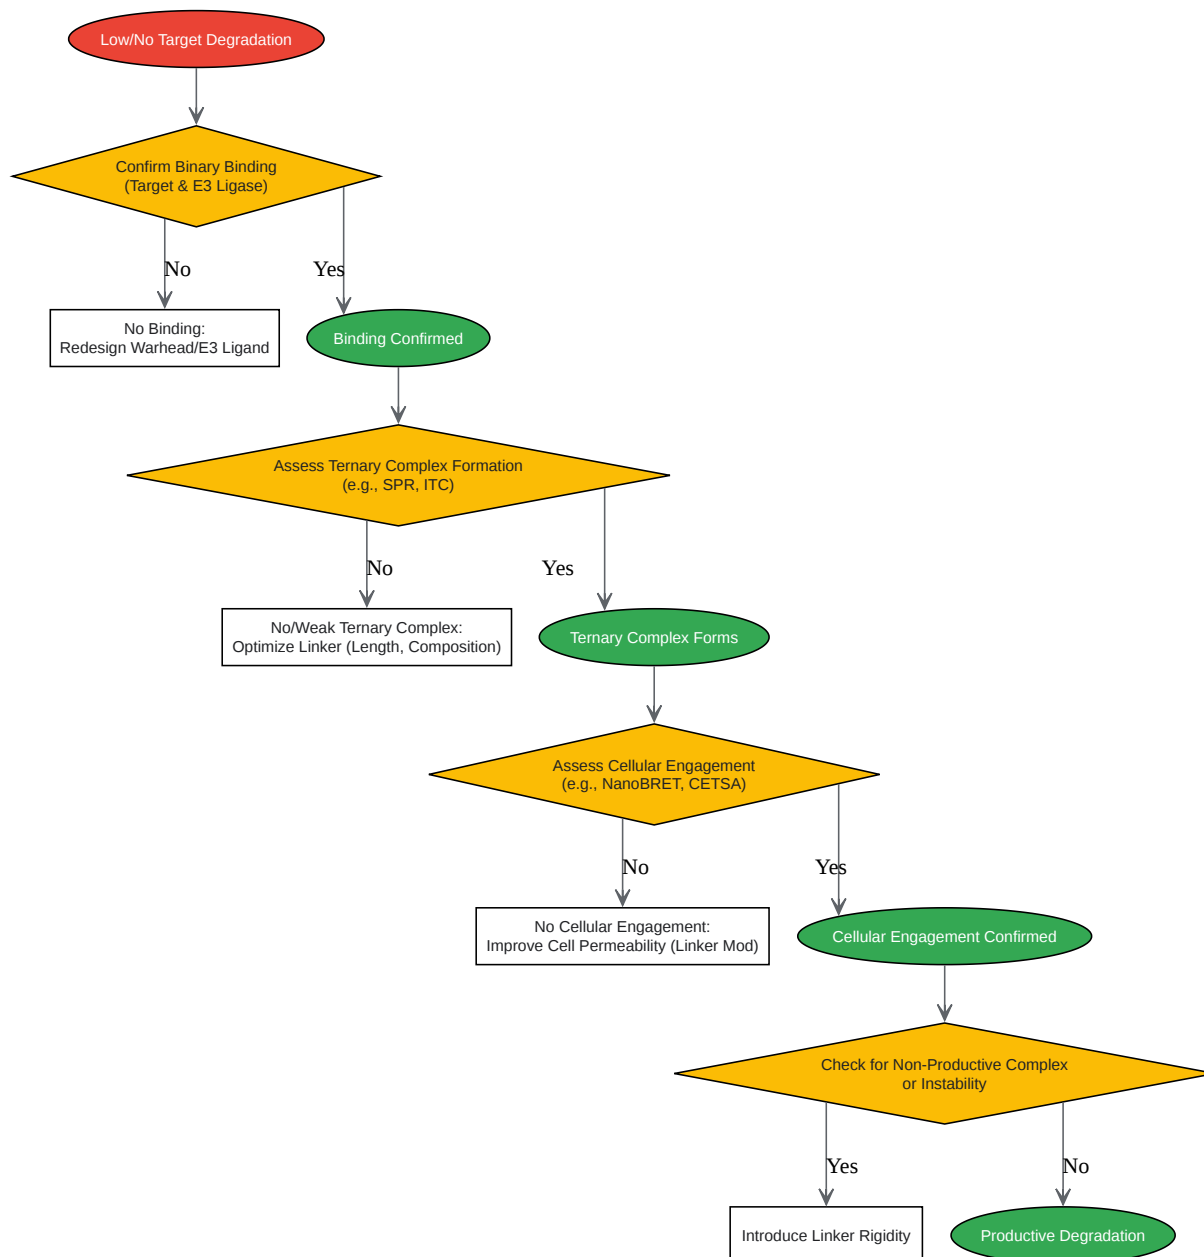 Low/No Target Degradation
Confirm Binary Binding
(Target & E3 Ligase)
No
Yes
No Binding:
Redesign Warhead/E3 Ligand
Binding Confirmed
Assess Ternary Complex Formation
(e.g., SPR, ITC)
No
Yes
No/Weak Ternary Complex:
Optimize Linker (Length, Composition)
Ternary Complex Forms
Assess Cellular Engagement
(e.g., NanoBRET, CETSA)
No
Yes
No Cellular Engagement:
Improve Cell Permeability (Linker Mod)
Cellular Engagement Confirmed
Check for Non-Productive Complex
or Instability
Yes
No
Introduce Linker Rigidity
Productive Degradation